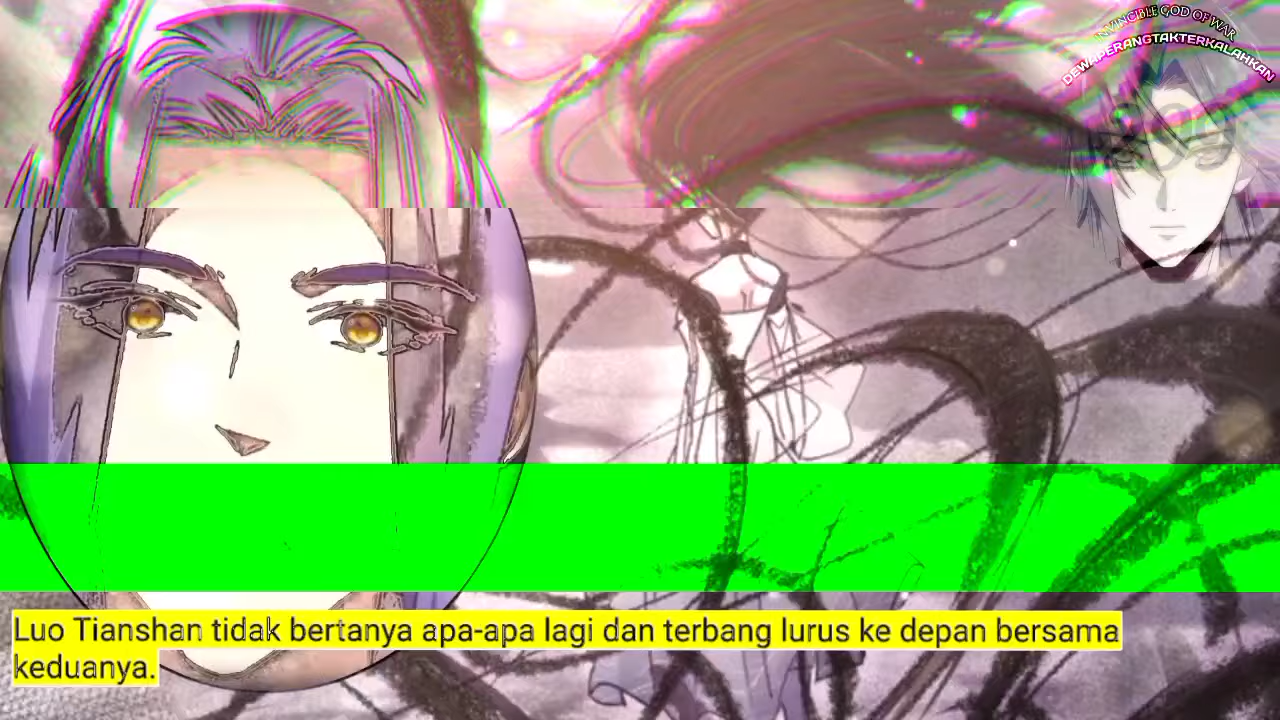 INVINCIBLE GOD OF WAR
DEWAPERANGTAKTERKALAHKAN
Luo Tianshan tidak bertanya apa-apa lagi dan terbang lurus ke depan bersama
keduanya.